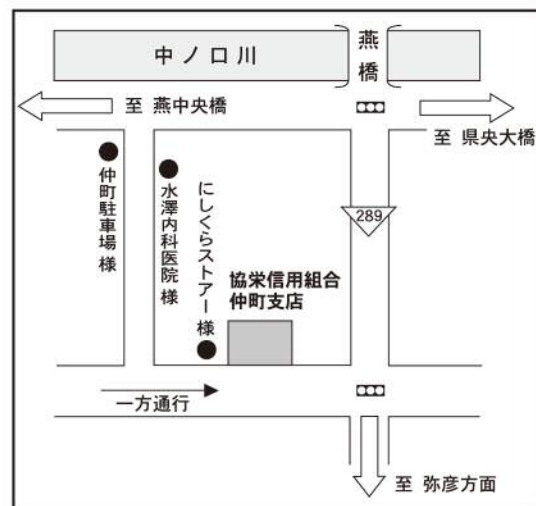 中ノ口川
燕橋
至 燕中央橋
至 県央大橋
仲町駐車場 様
水澤内科医院 様
にしくらストアー 様
289
協栄信用組合
仲町支店
一方通行
至 弥彦方面